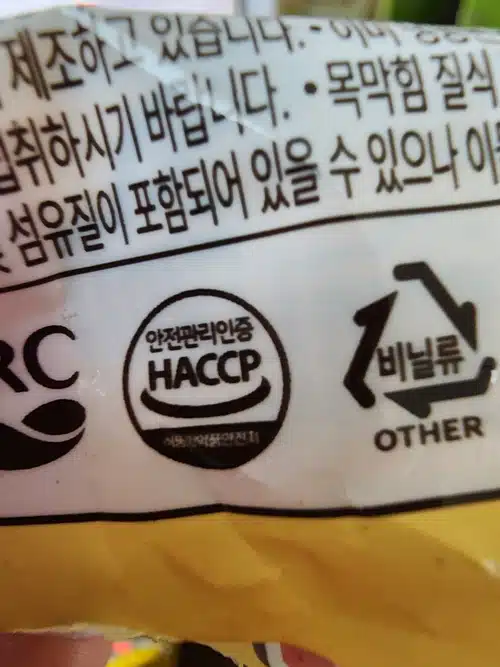 제조하고 있습니다.
섭취하시기 바랍니다. • 목막힘 질식
섬유질이 포함되어 있을 수 있으나
RC
안전관리인증
HACCP
비닐류
OTHER